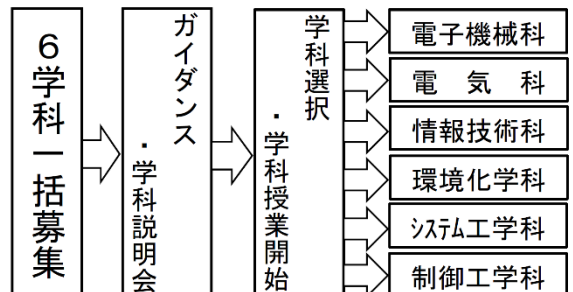 6学科一括募集
ガイダンス
・学科説明会
学科選択
・学科授業開始
電子機械科
電気科
情報技術科
環境化学科
システム工学科
制御工学科